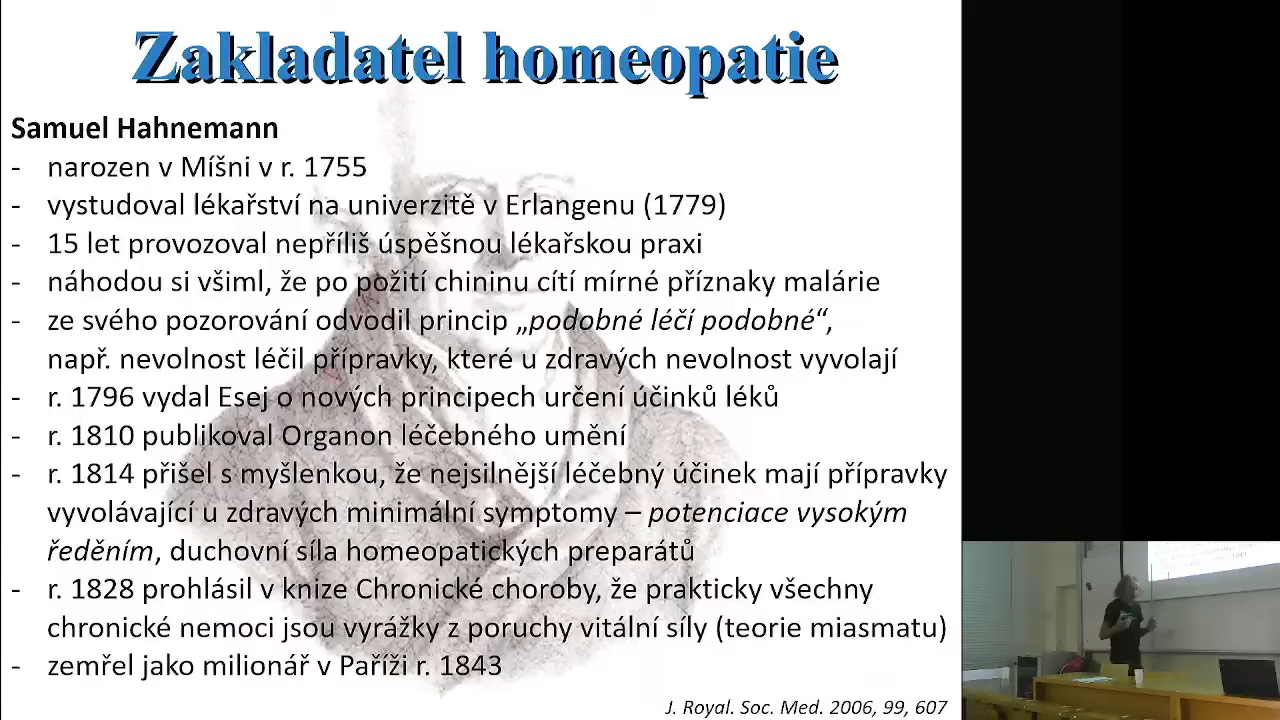 Zakladatel homeopatie
Samuel Hahnemann
- narozen v Míšni v r. 1755
- vystudoval lékařství na univerzitě v Erlangenu (1779)
- 15 let provozoval nepříliš úspěšnou lékařskou praxi
- náhodou si všiml, že po požití chininu cítí mírné příznaky malárie
- ze svého pozorování odvodil princip „podobné léčí podobné“,
např. nevolnost léčil přípravky, které u zdravých nevolnost vyvolají
- r. 1796 vydal Esej o nových principech určení účinků léků
- r. 1810 publikoval Organon léčebného umění
- r. 1814 přišel s myšlenkou, že nejsilnější léčebný účinek mají přípravky
vyvolávající u zdravých minimální symptomy – potenciace vysokým
ředěním, duchovní síla homeopatických preparátů
- r. 1828 prohlásil v knize Chronické choroby, že prakticky všechny
chronické nemoci jsou vyrážky z poruchy vitální síly (teorie miasmatu)
- zemřel jako milionář v Paříži r. 1843
J. Royal. Soc. Med. 2006, 99, 607